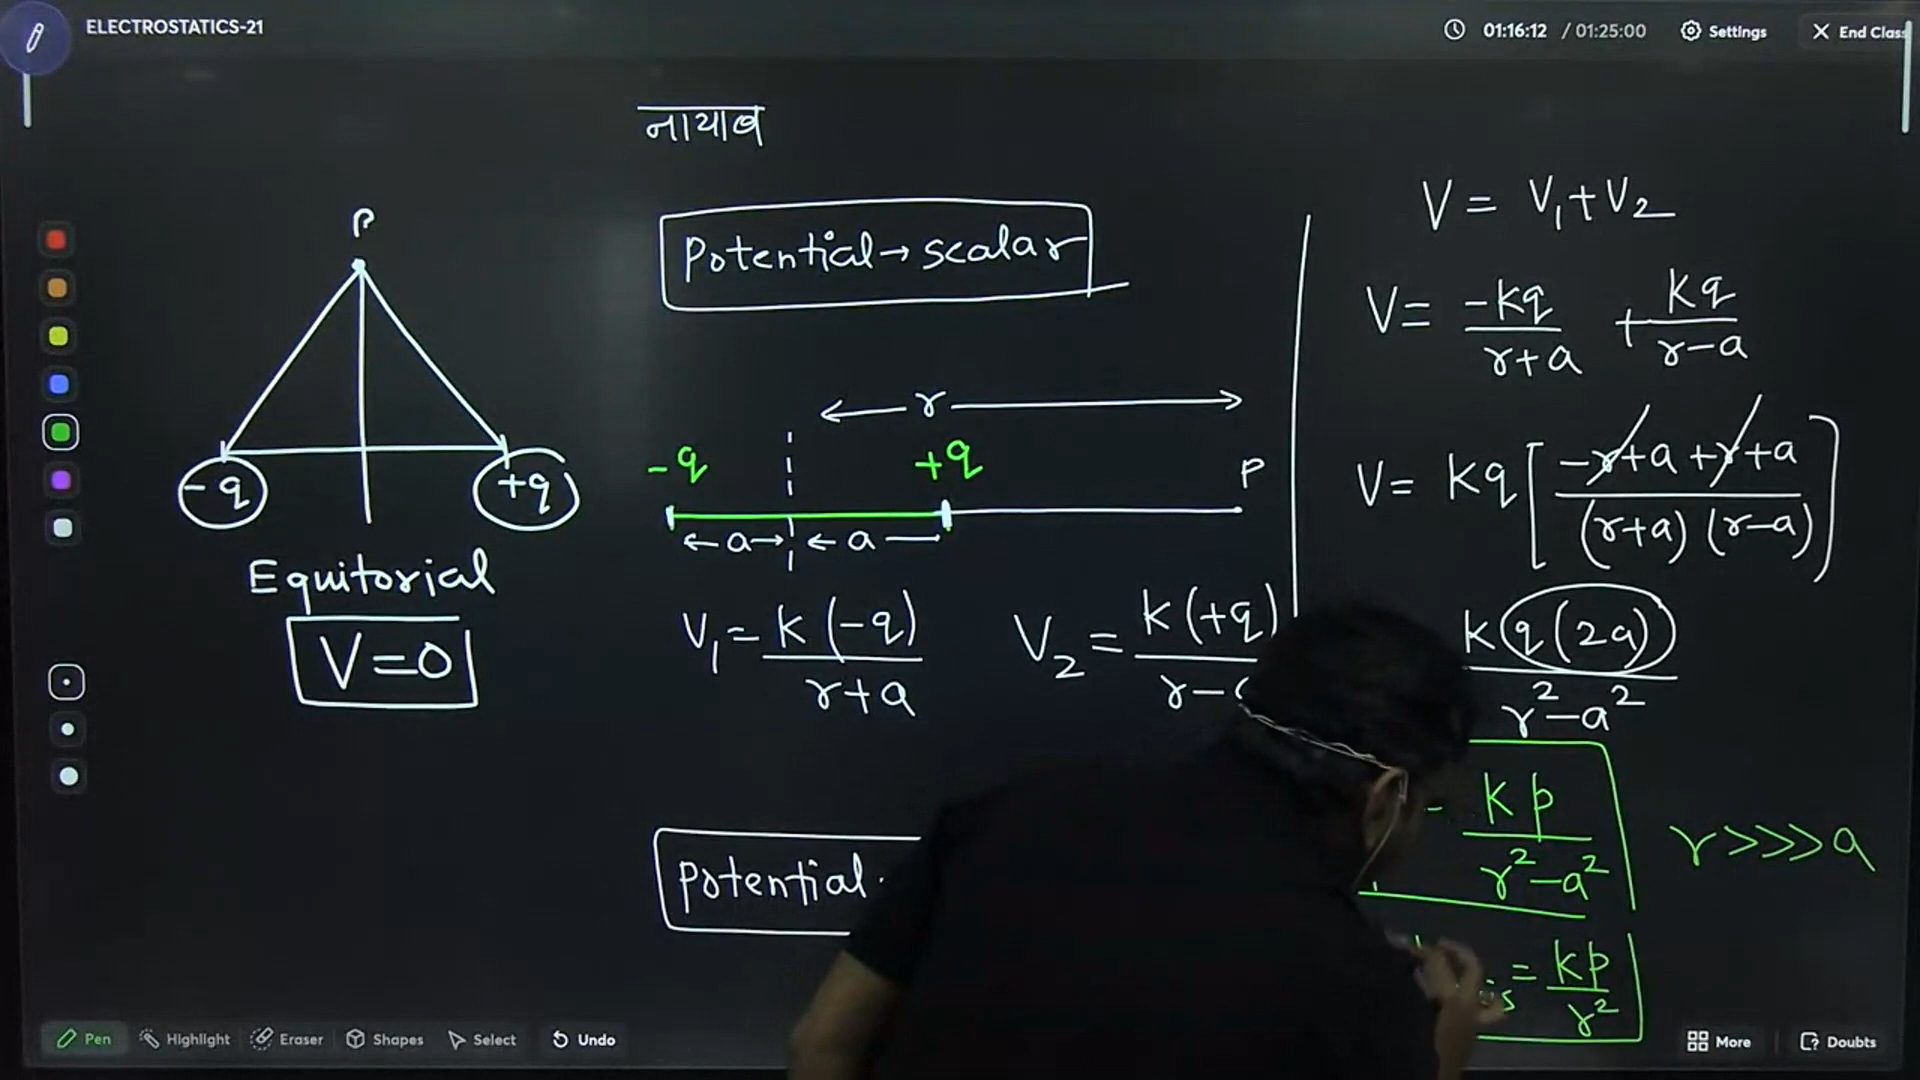 ELECTROSTATICS-21
01:16:12 / 01:25:00
Settings
End Class
नायाब
P
-q
+q
Equitorial
V=0
Potential → scalar
r
-q
+q
P
a
a
V₁ = k(-q) / r+a
V₂ = k(+q) / r-
V = V₁ + V₂
V = -kq / r+a + kq / r-a
V = kq [ -r+a+r+a / (r+a)(r-a) ]
kq(2a) / r²-a²
kp / r²-a²
r>>>a
= kp / r²
Potential
Pen
Highlight
Eraser
Shapes
Select
Undo
More
Doubts